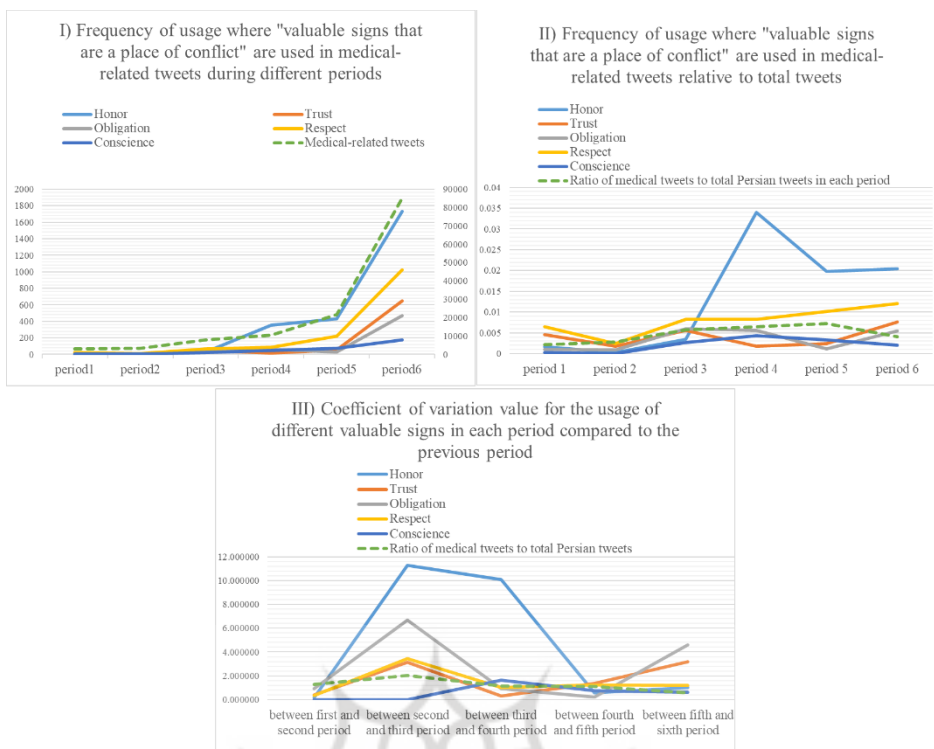 I) Frequency of usage where "valuable signs
that are a place of conflict" are used in medical-
related tweets during different periods
Honor
Trust
Obligation
Respect
Conscience
Medical-related tweets
2000
1800
1600
1400
1200
1000
800
600
400
200
0
90000
80000
70000
60000
50000
40000
30000
20000
10000
0
period1
period2
period3
period4
period5
period6
II) Frequency of usage where "valuable signs
that are a place of conflict" are used in medical-
related tweets relative to total tweets
Honor
Trust
Obligation
Respect
Conscience
Ratio of medical tweets to total Persian tweets in each period
0.04
0.035
0.03
0.025
0.02
0.015
0.01
0.005
0
period 1
period 2
period 3
period 4
period 5
period 6
III) Coefficient of variation value for the usage of
different valuable signs in each period compared to the
previous period
Honor
Trust
Obligation
Respect
Conscience
Ratio of medical tweets to total Persian tweets
12.000000
10.000000
8.000000
6.000000
4.000000
2.000000
0.000000
between first and
second period
between second
and third period
between third
and fourth period
between fourth
and fifth period
between fifth and
sixth period